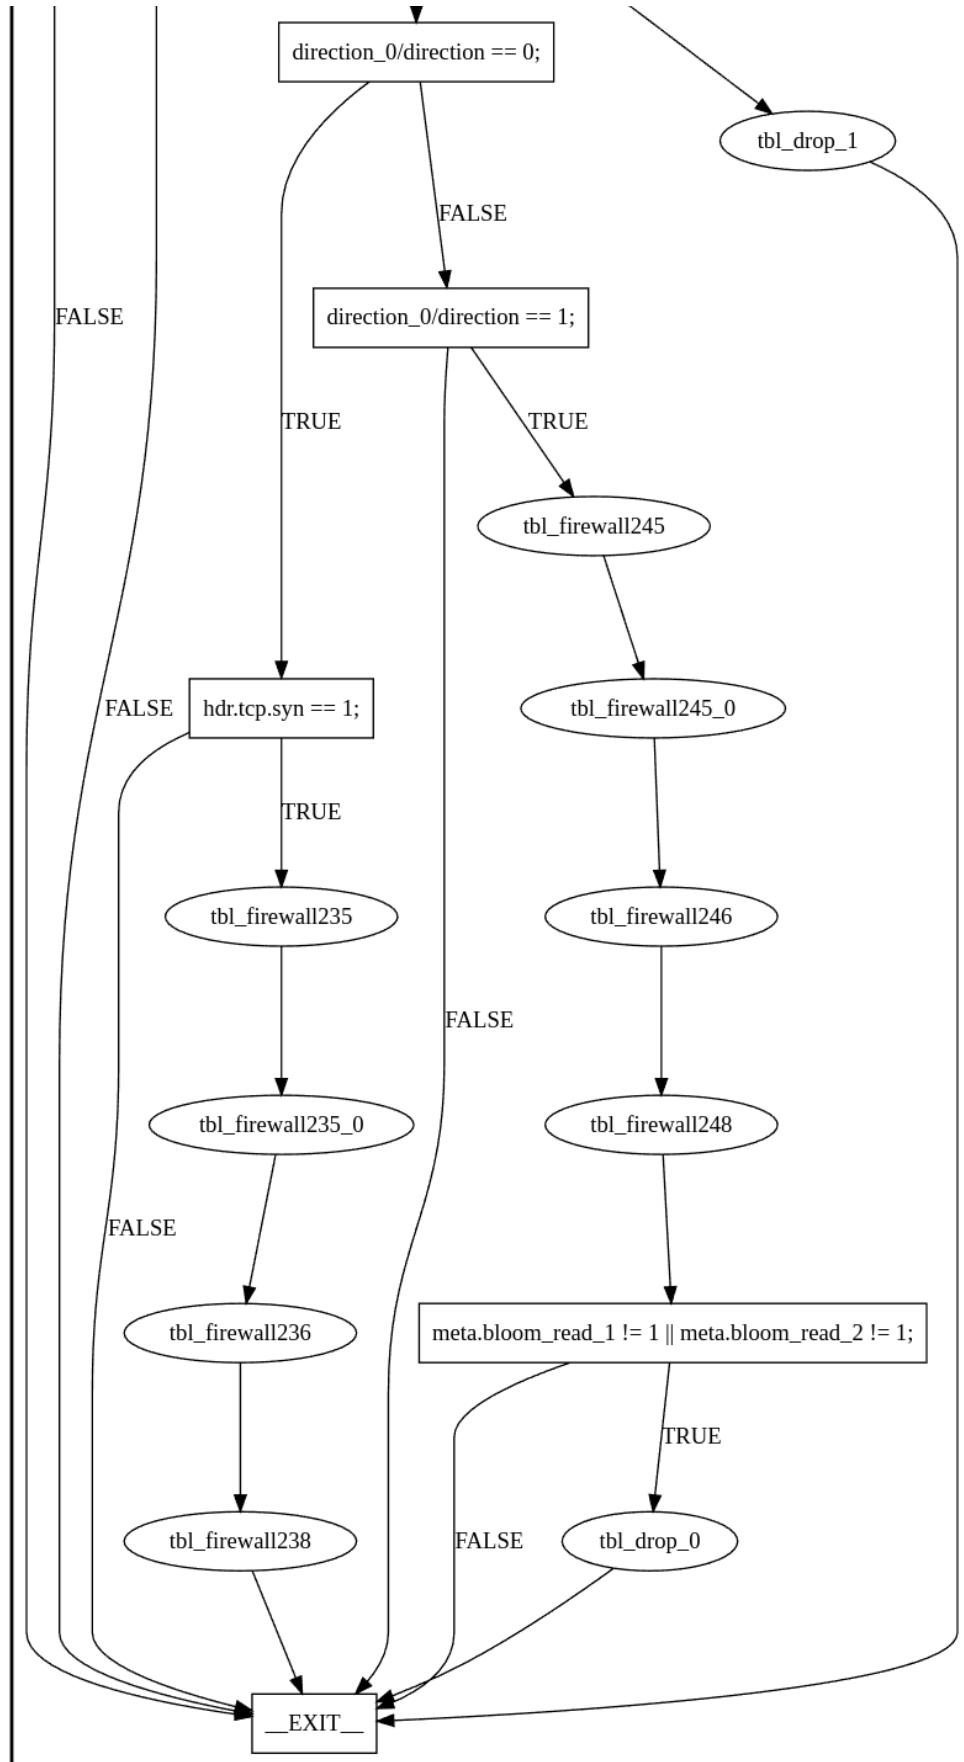 direction_0/direction == 0;
tbl_drop_1
FALSE
direction_0/direction == 1;
FALSE
TRUE
TRUE
tbl_firewall245
FALSE
hdr.tcp.syn == 1;
tbl_firewall245_0
TRUE
tbl_firewall235
tbl_firewall246
FALSE
tbl_firewall235_0
tbl_firewall248
FALSE
tbl_firewall236
meta.bloom_read_1 != 1 || meta.bloom_read_2 != 1;
TRUE
tbl_firewall238
FALSE
tbl_drop_0
__EXIT__